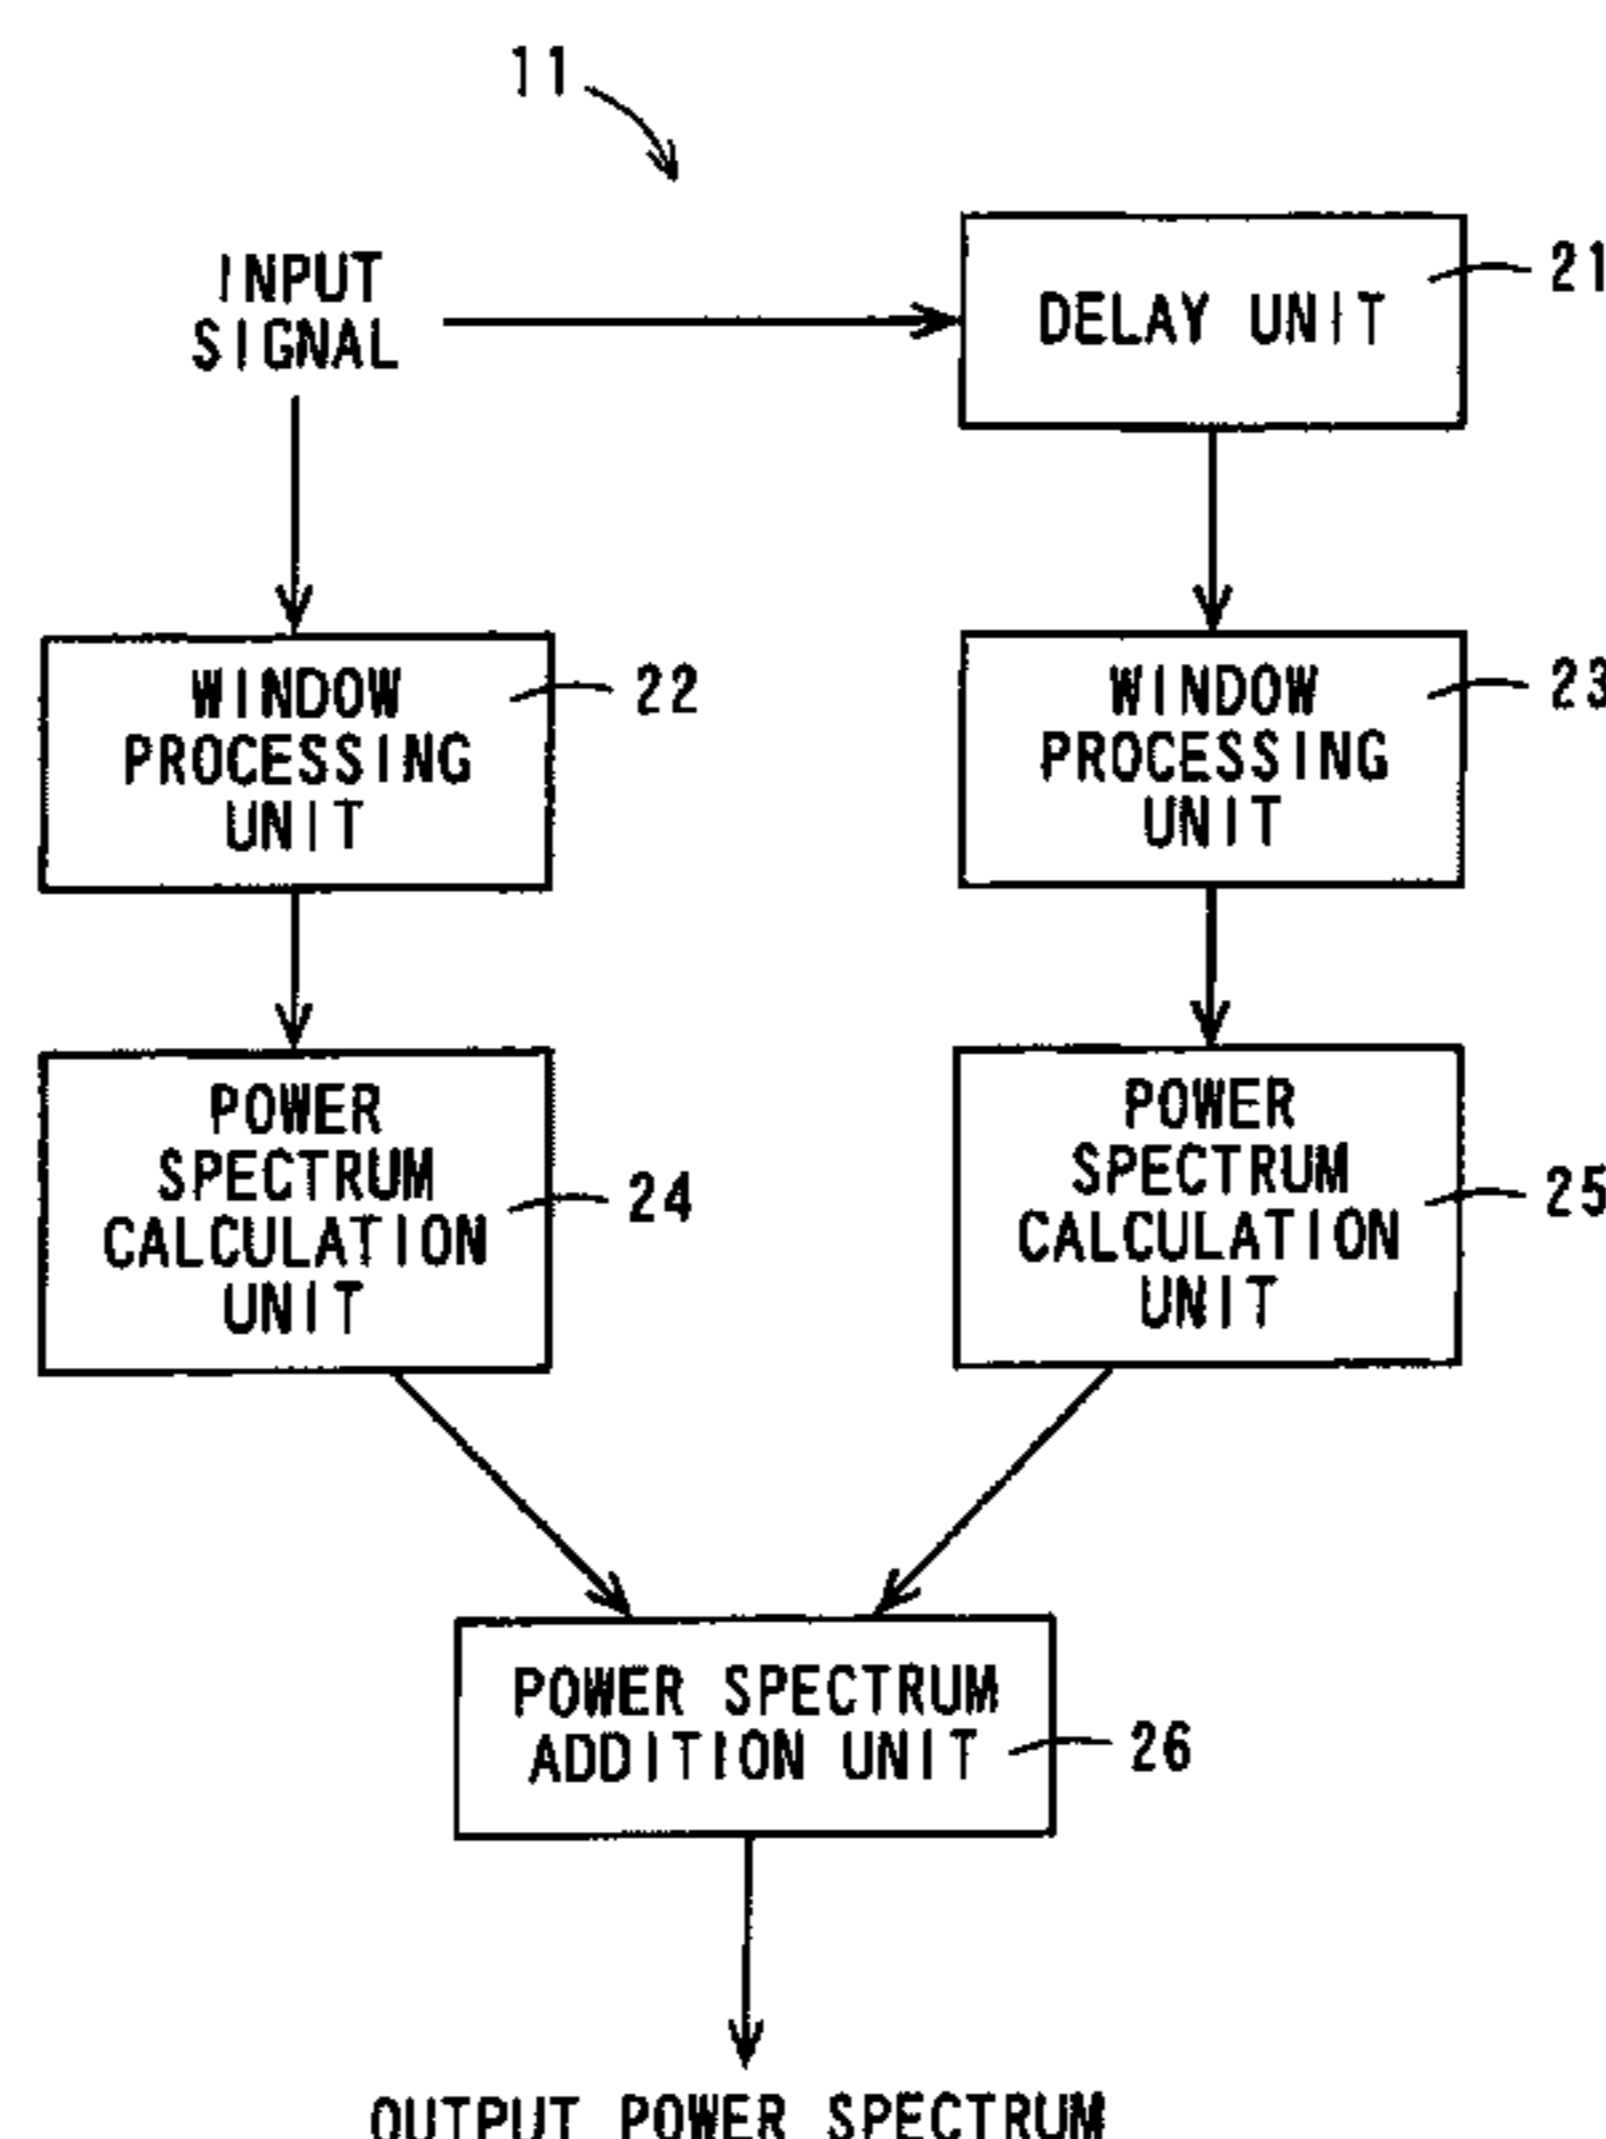 11
INPUT
SIGNAL
DELAY UNIT
21
WINDOW
PROCESSING
UNIT
22
WINDOW
PROCESSING
UNIT
23
POWER
SPECTRUM
CALCULATION
UNIT
24
POWER
SPECTRUM
CALCULATION
UNIT
25
POWER SPECTRUM
ADDITION UNIT
26
OUTPUT POWER SPECTRUM